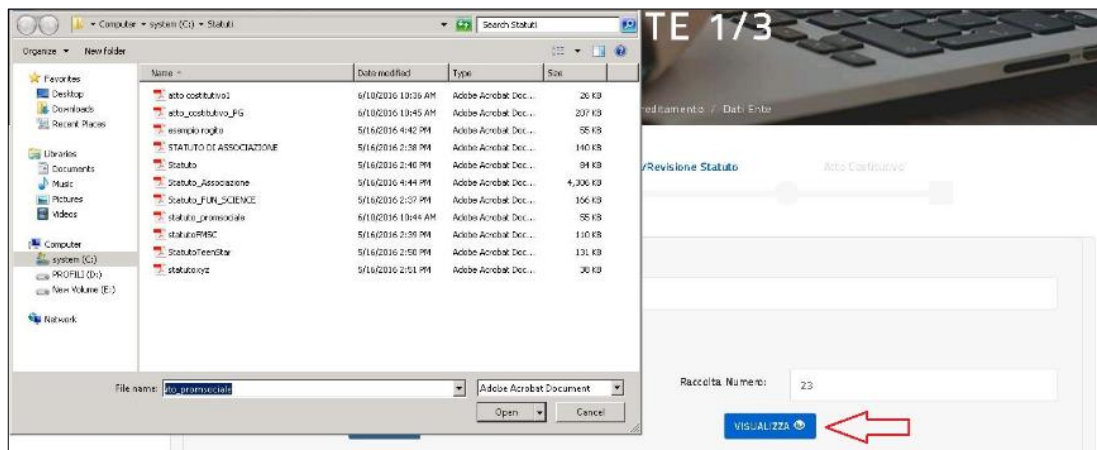 Computer ▸ system (C:) ▸ Statuti
Search Statuti
Organize
New folder
Favorites
Desktop
Downloads
Recent Places
Libraries
Documents
Music
Pictures
Videos
Computer
system (C:)
PROFILI (D:)
New Volume (E:)
Network
Name Date modified Type Size
atto costitutivo1 6/10/2016 10:36 AM Adobe Acrobat Doc... 26 KB
atto_costitutivo_PG 6/10/2016 10:45 AM Adobe Acrobat Doc... 207 KB
esempio rogito 5/16/2016 4:42 PM Adobe Acrobat Doc... 55 KB
STATUTO DI ASSOCIAZIONE 5/16/2016 2:38 PM Adobe Acrobat Doc... 140 KB
Statuto 5/16/2016 2:40 PM Adobe Acrobat Doc... 84 KB
Statuto_Associazione 5/16/2016 4:44 PM Adobe Acrobat Doc... 4,306 KB
Statuto_FUN_SCIENCE 5/16/2016 2:37 PM Adobe Acrobat Doc... 166 KB
statuto_promsociale 6/10/2016 10:44 AM Adobe Acrobat Doc... 55 KB
statutoFMSC 5/16/2016 2:39 PM Adobe Acrobat Doc... 110 KB
StatutoTeenStar 5/16/2016 2:50 PM Adobe Acrobat Doc... 131 KB
statutoxyz 5/16/2016 2:51 PM Adobe Acrobat Doc... 38 KB
File name: uto_promsociale
Adobe Acrobat Document
Open
Cancel
TE 1/3
reditamento / Dati Ente
/Revisione Statuto
Atto Costitutivo
Raccolta Numero: 23
VISUALIZZA